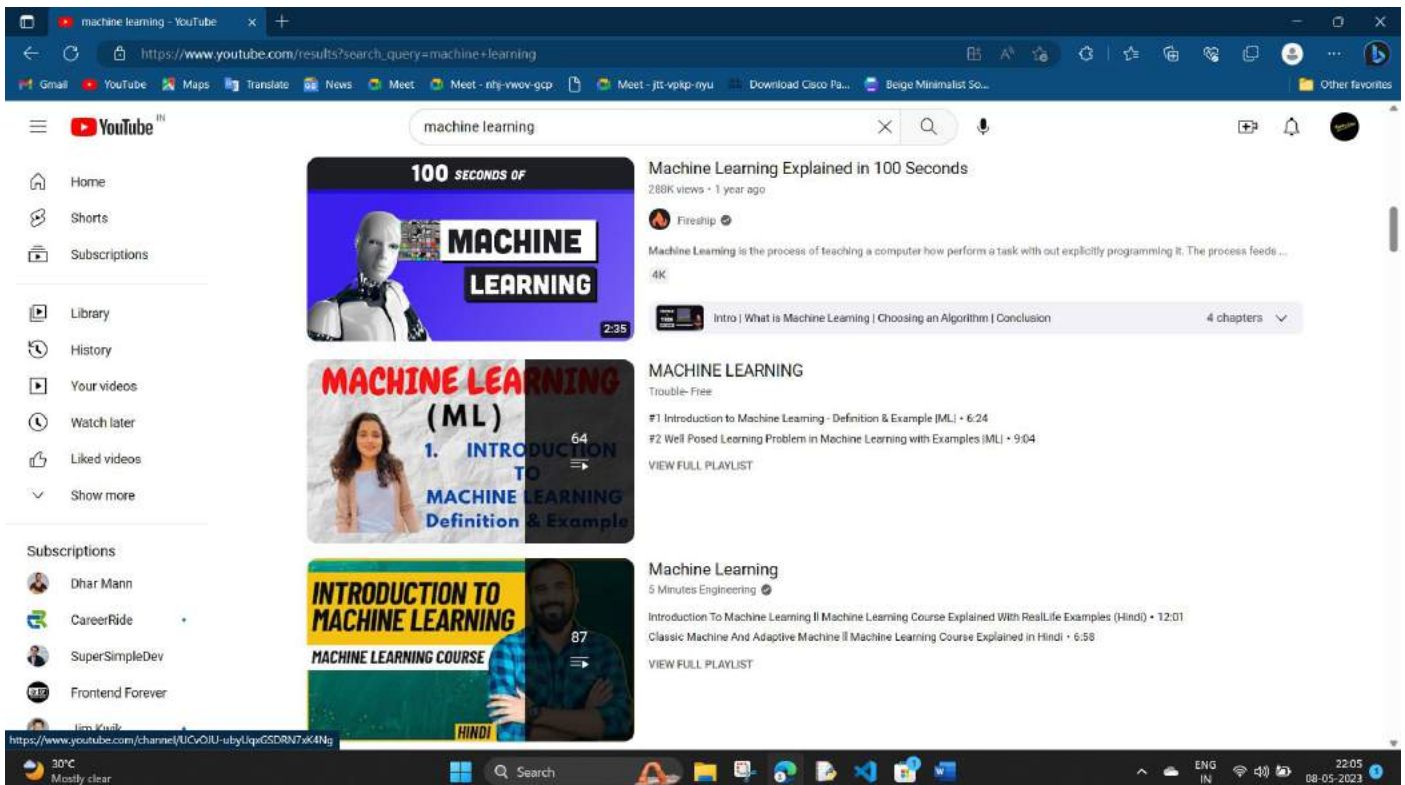 machine learning - YouTube
https://www.youtube.com/results?search_query=machine+learning
Gmail YouTube Maps Translate News Meet Meet - nhj-vwov-gcp Meet - jtt-vpkp-nyu Download Cisco Pa... Beige Minimalist So... Other favorites
YouTube IN
machine learning
Home
Shorts
Subscriptions
Library
History
Your videos
Watch later
Liked videos
Show more
Subscriptions
Dhar Mann
CareerRide
SuperSimpleDev
Frontend Forever
Jim Kwik
100 SECONDS OF
MACHINE
LEARNING
2:35
Machine Learning Explained in 100 Seconds
288K views • 1 year ago
Fireship
Machine Learning is the process of teaching a computer how perform a task with out explicitly programming it. The process feeds ...
4K
Intro | What is Machine Learning | Choosing an Algorithm | Conclusion 4 chapters
MACHINE LEARNING
(ML)
1. INTRODUCTION
TO
MACHINE LEARNING
Definition & Example
64
MACHINE LEARNING
Trouble- Free
#1 Introduction to Machine Learning - Definition & Example |ML| • 6:24
#2 Well Posed Learning Problem in Machine Learning with Examples |ML| • 9:04
VIEW FULL PLAYLIST
INTRODUCTION TO
MACHINE LEARNING
MACHINE LEARNING COURSE
HINDI
87
Machine Learning
5 Minutes Engineering
Introduction To Machine Learning ll Machine Learning Course Explained With RealLife Examples (Hindi) • 12:01
Classic Machine And Adaptive Machine ll Machine Learning Course Explained in Hindi • 6:58
VIEW FULL PLAYLIST
https://www.youtube.com/channel/UCvOJU-ubyUqxGSDRN7xK4Ng
30°C
Mostly clear
Search
ENG
IN
22:05
08-05-2023
1